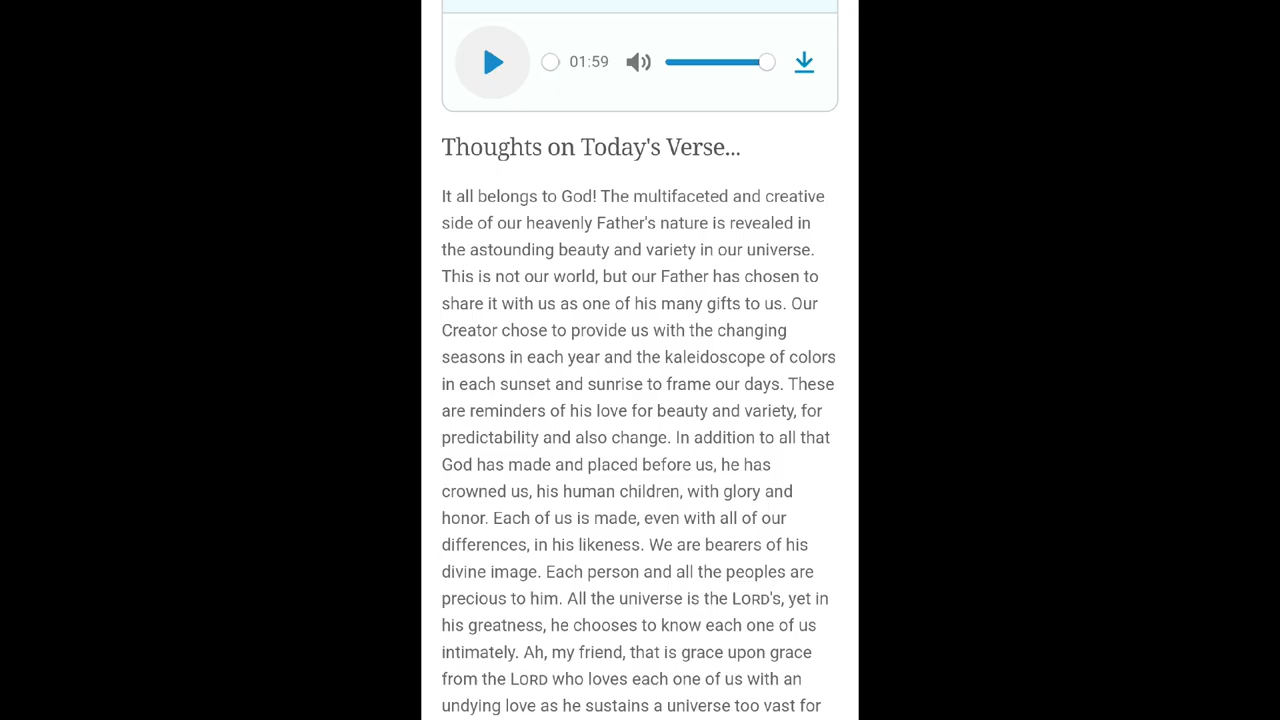 01:59
Thoughts on Today's Verse...
It all belongs to God! The multifaceted and creative
side of our heavenly Father's nature is revealed in
the astounding beauty and variety in our universe.
This is not our world, but our Father has chosen to
share it with us as one of his many gifts to us. Our
Creator chose to provide us with the changing
seasons in each year and the kaleidoscope of colors
in each sunset and sunrise to frame our days. These
are reminders of his love for beauty and variety, for
predictability and also change. In addition to all that
God has made and placed before us, he has
crowned us, his human children, with glory and
honor. Each of us is made, even with all of our
differences, in his likeness. We are bearers of his
divine image. Each person and all the peoples are
precious to him. All the universe is the LORD's, yet in
his greatness, he chooses to know each one of us
intimately. Ah, my friend, that is grace upon grace
from the LORD who loves each one of us with an
undying love as he sustains a universe too vast for